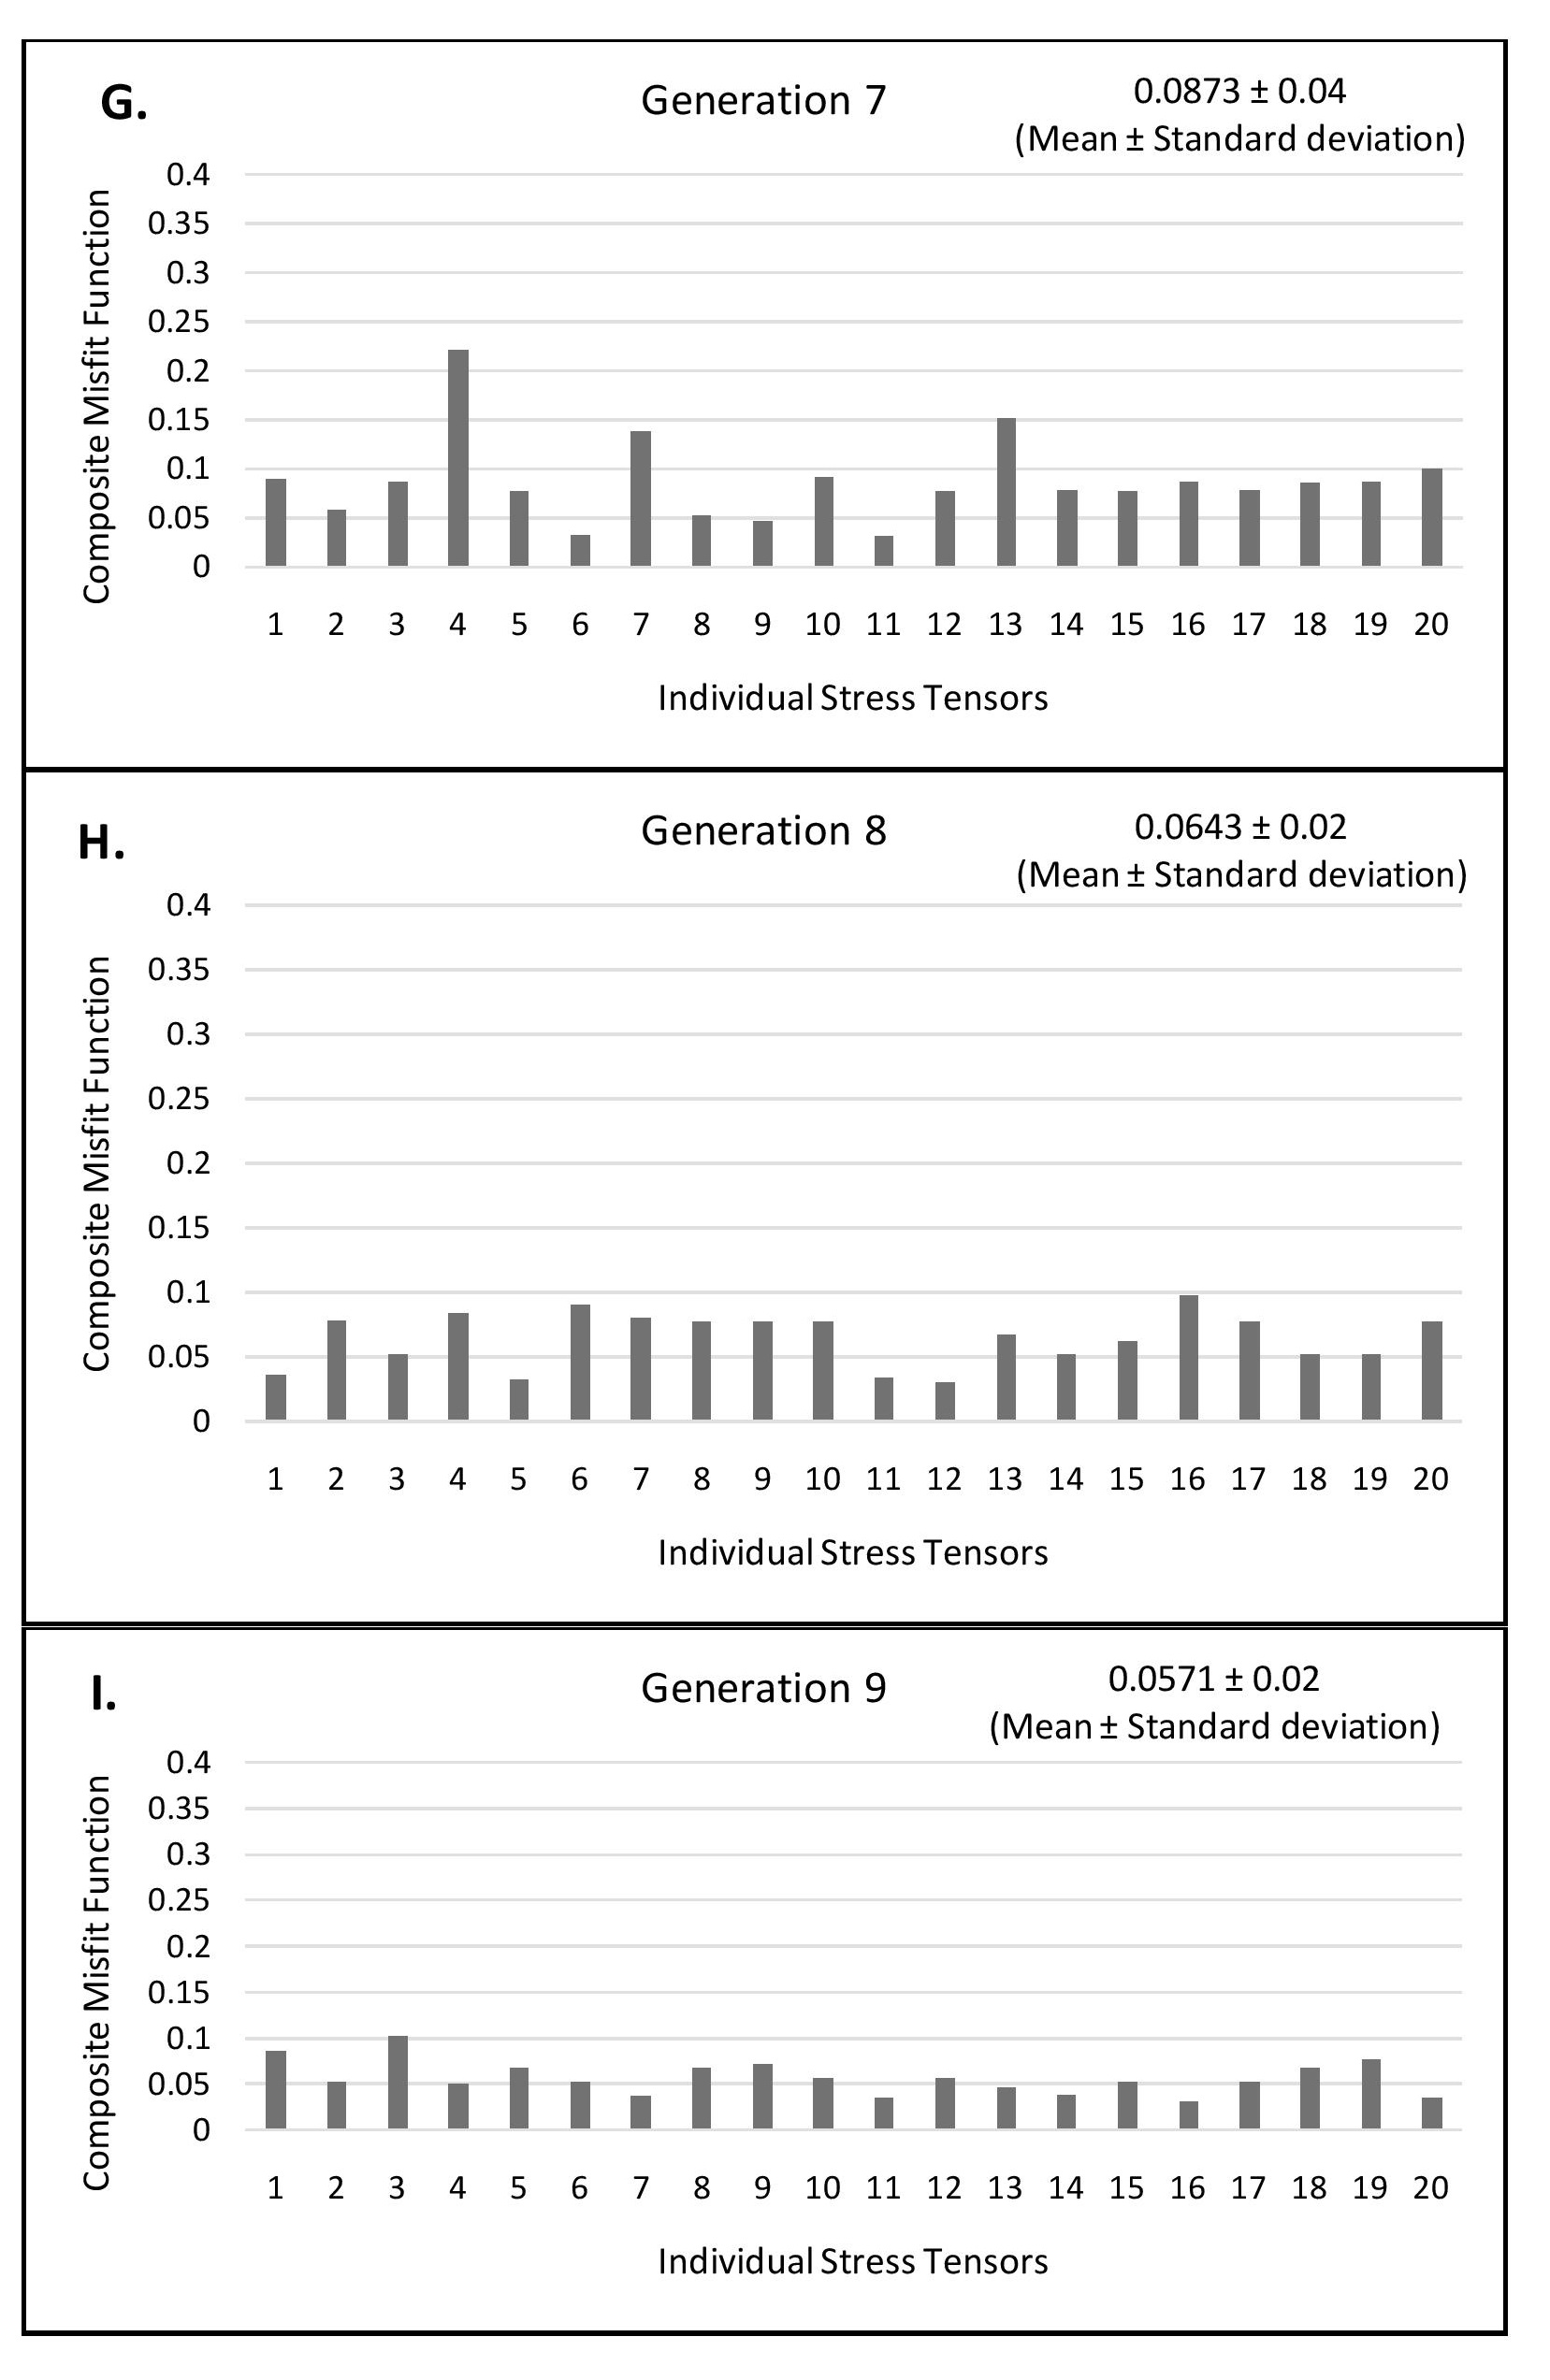 G.
Generation 7
0.0873 ± 0.04
(Mean ± Standard deviation)
Composite Misfit Function
0.4
0.35
0.3
0.25
0.2
0.15
0.1
0.05
0
1 2 3 4 5 6 7 8 9 10 11 12 13 14 15 16 17 18 19 20
Individual Stress Tensors
H.
Generation 8
0.0643 ± 0.02
(Mean ± Standard deviation)
Composite Misfit Function
0.4
0.35
0.3
0.25
0.2
0.15
0.1
0.05
0
1 2 3 4 5 6 7 8 9 10 11 12 13 14 15 16 17 18 19 20
Individual Stress Tensors
I.
Generation 9
0.0571 ± 0.02
(Mean ± Standard deviation)
Composite Misfit Function
0.4
0.35
0.3
0.25
0.2
0.15
0.1
0.05
0
1 2 3 4 5 6 7 8 9 10 11 12 13 14 15 16 17 18 19 20
Individual Stress Tensors